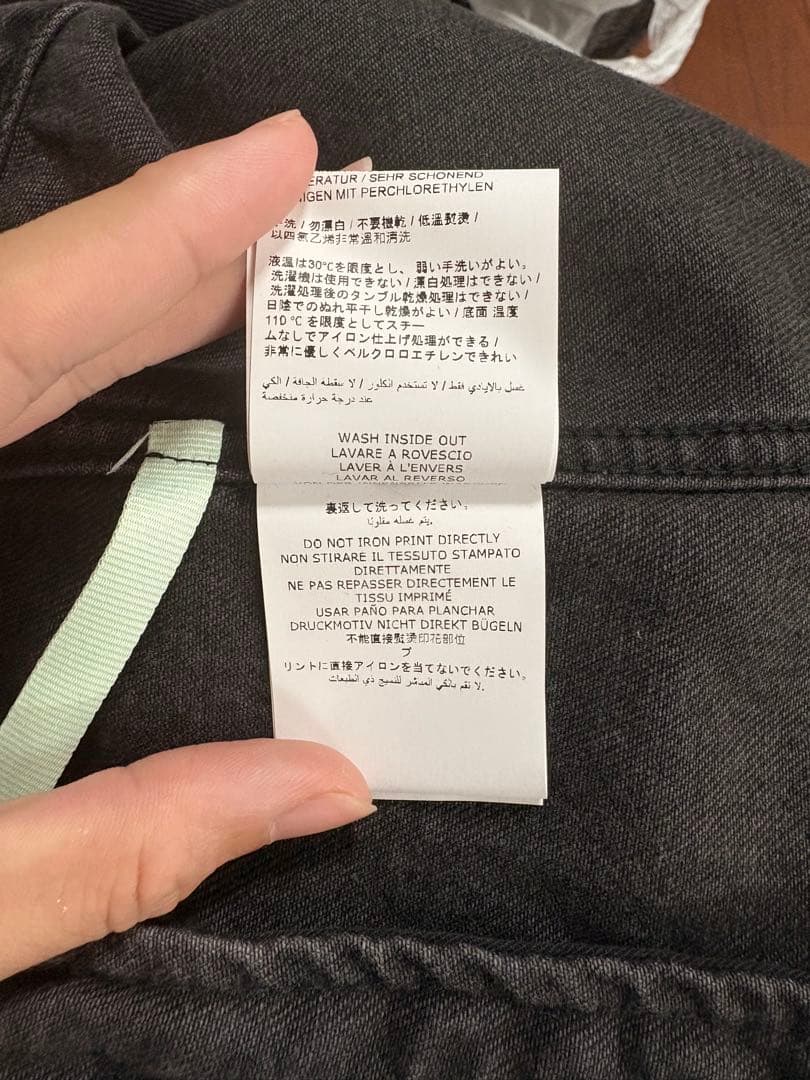 ERATUR / SEHR SCHONEND
IGEN MIT PERCHLORETHYLEN
手洗 / 勿漂白 / 不要機乾 / 低溫熨燙 /
以四氯乙烯非常溫和清洗
液温は30℃を限度とし、弱い手洗いがよい。
洗濯機は使用できない / 漂白処理はできない /
洗濯処理後のタンブル乾燥処理はできない /
日陰でのぬれ平干し乾燥がよい / 底面 温度
110 ℃ を限度としてスチー
ムなしでアイロン仕上げ処理ができる /
非常に優しくペルクロロエチレンできれい
غسل بالايادي فقط / لا تستخدم الكلور / لا سقطة الجافة / الكي
عند درجة حرارة منخفضة
WASH INSIDE OUT
LAVARE A ROVESCIO
LAVER À L'ENVERS
LAVAR AL REVERSO
裏返して洗ってください。
يتم غسله مقلوبًا.
DO NOT IRON PRINT DIRECTLY
NON STIRARE IL TESSUTO STAMPATO
DIRETTAMENTE
NE PAS REPASSER DIRECTEMENT LE
TISSU IMPRIMÉ
USAR PAÑO PARA PLANCHAR
DRUCKMOTIV NICHT DIREKT BÜGELN
不能直接熨燙印花部位
プ
リントに直接アイロンを当てないでください。
لا تقم بالكي المباشر للنسيج ذي الطبعات.